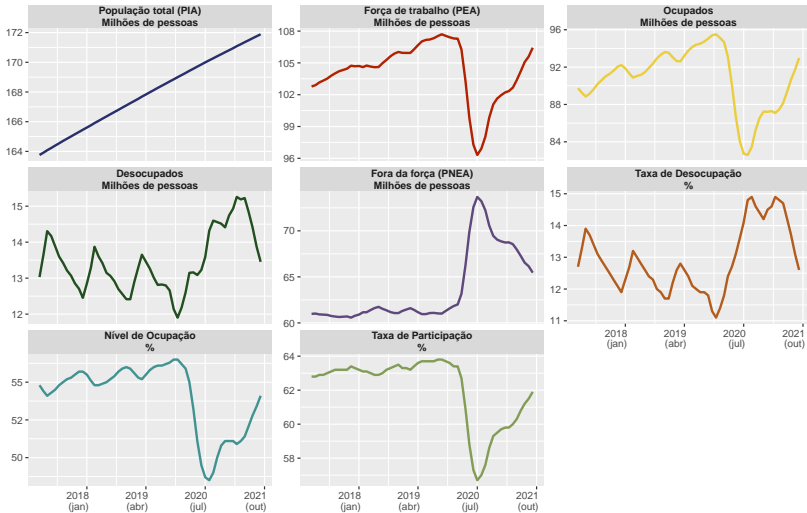 População total (PIA)
Milhões de pessoas
172
170
168
166
164
Força de trabalho (PEA)
Milhões de pessoas
108
105
102
99
96
Ocupados
Milhões de pessoas
96
92
88
84
Desocupados
Milhões de pessoas
15
14
13
12
Fora da força (PNEA)
Milhões de pessoas
70
65
60
Taxa de Desocupação
%
15
14
13
12
11
2018 2019 2020 2021
(jan) (abr) (jul) (out)
Nível de Ocupação
%
55
52
50
2018 2019 2020 2021
(jan) (abr) (jul) (out)
Taxa de Participação
%
64
62
60
58
2018 2019 2020 2021
(jan) (abr) (jul) (out)